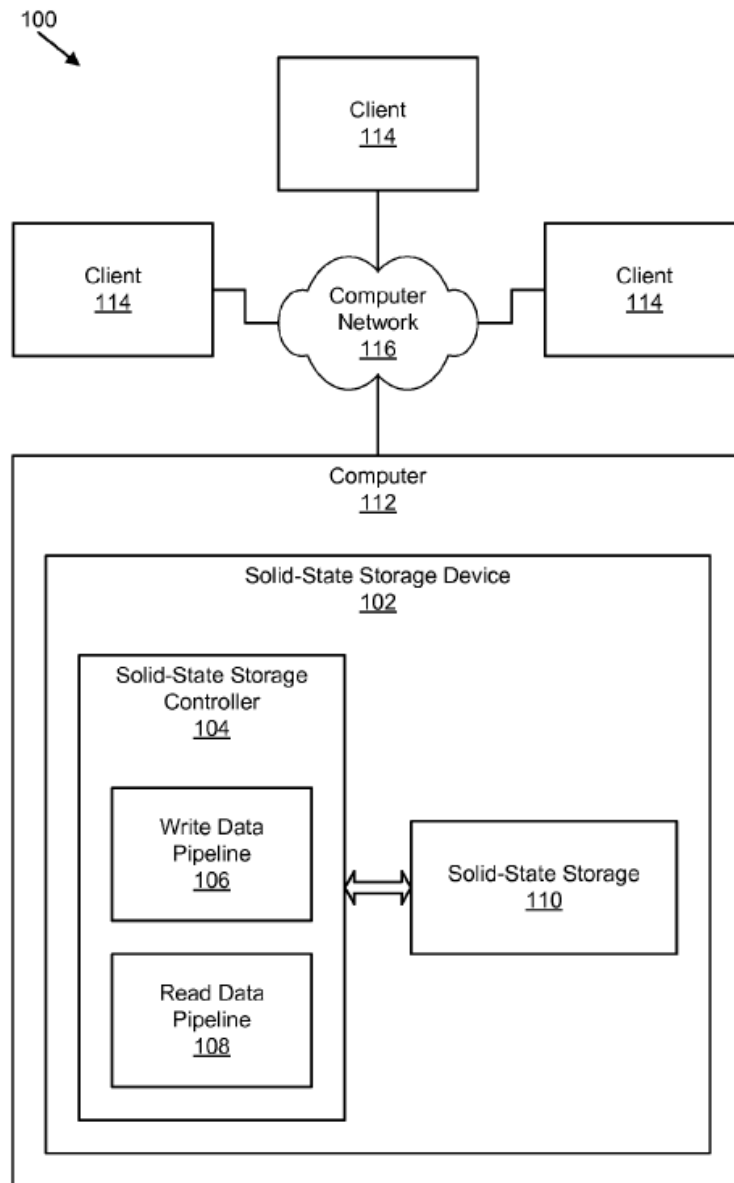 100
Client
114
Client
114
Computer
Network
116
Client
114
Computer
112
Solid-State Storage Device
102
Solid-State Storage
Controller
104
Write Data
Pipeline
106
Solid-State Storage
110
Read Data
Pipeline
108